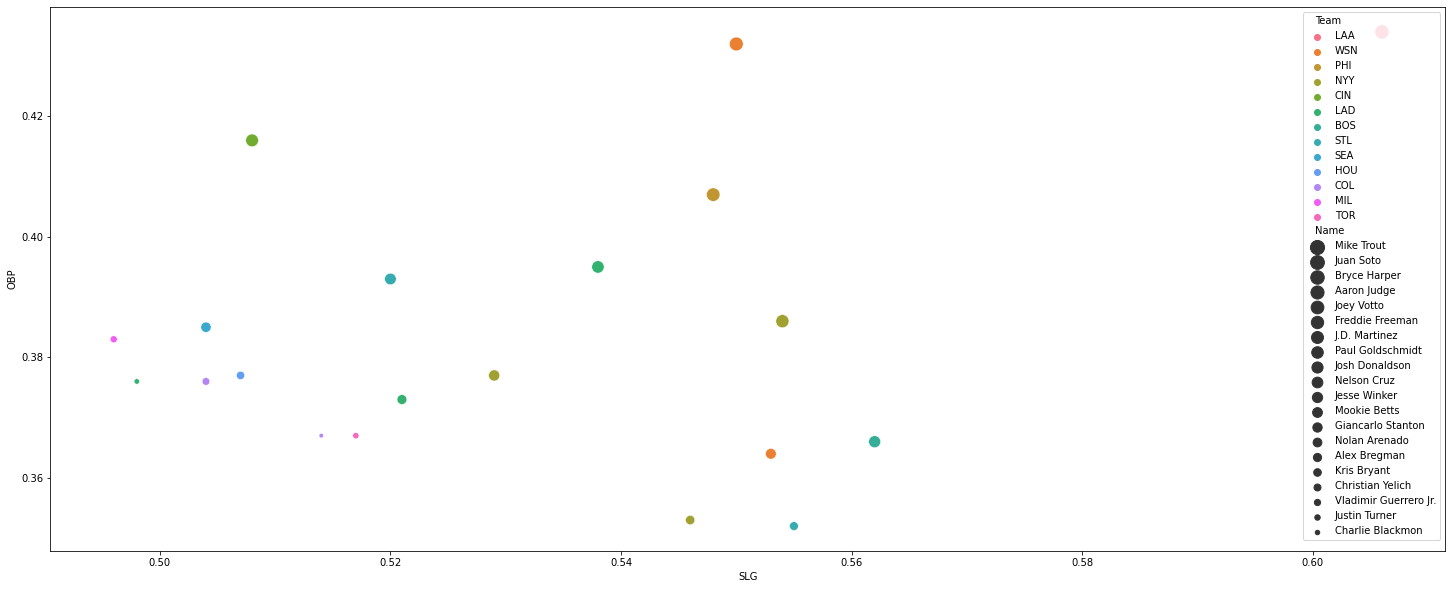 Team
LAA
WSN
PHI
NYY
CIN
LAD
BOS
STL
SEA
HOU
COL
MIL
TOR
Name
Mike Trout
Juan Soto
Bryce Harper
Aaron Judge
Joey Votto
Freddie Freeman
J.D. Martinez
Paul Goldschmidt
Josh Donaldson
Nelson Cruz
Jesse Winker
Mookie Betts
Giancarlo Stanton
Nolan Arenado
Alex Bregman
Kris Bryant
Christian Yelich
Vladimir Guerrero Jr.
Justin Turner
Charlie Blackmon
0.42
0.40
0.38
0.36
OBP
0.50 0.52 0.54 0.56 0.58 0.60
SLG